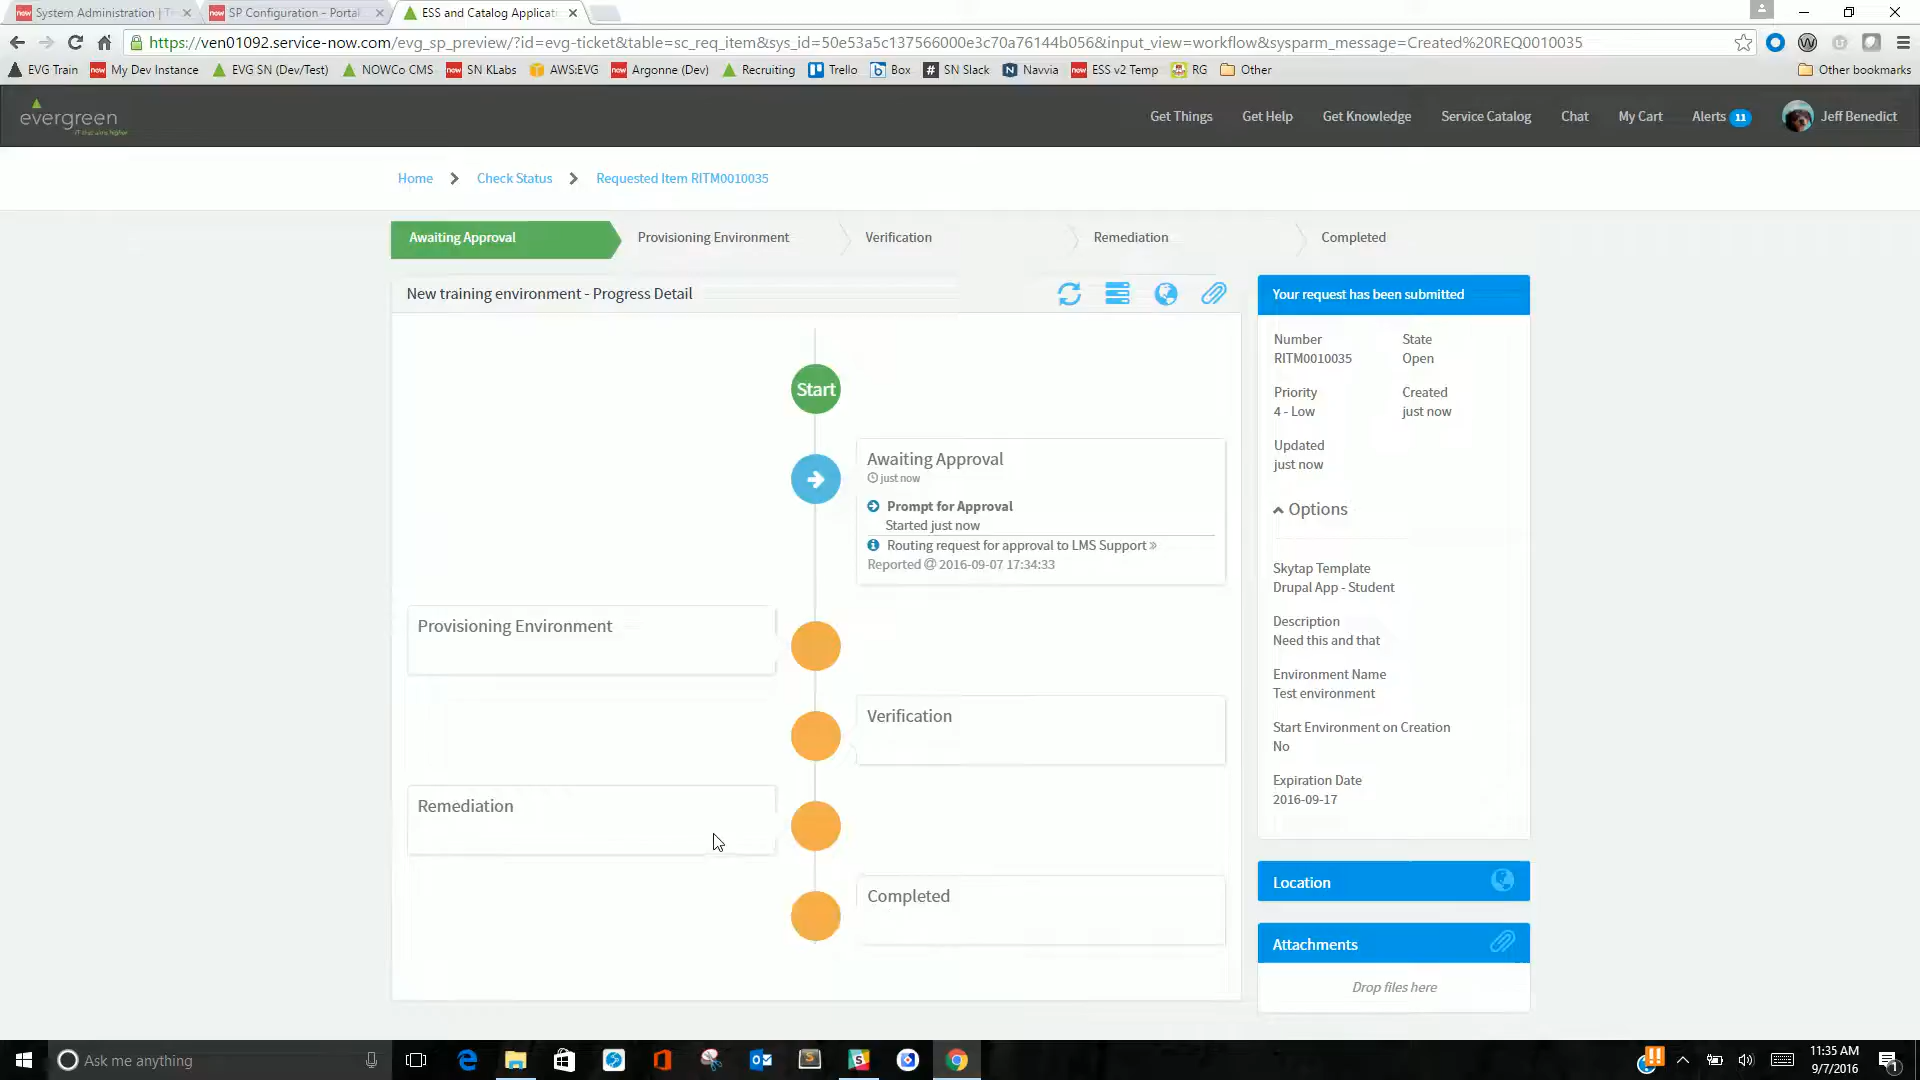 System Administration | T
SP Configuration - Portal
ESS and Catalog Applicati
https://ven01092.service-now.com/evg_sp_preview/?id=evg-ticket&table=sc_req_item&sys_id=50e53a5c137566000e3c70a76144b056&input_view=workflow&sysparm_message=Created%20REQ0010035
EVG Train
My Dev Instance
EVG SN (Dev/Test)
NOWCo CMS
SN KLabs
AWS:EVG
Argonne (Dev)
Recruiting
Trello
Box
SN Slack
Navvia
ESS v2 Temp
RG
Other
Other bookmarks
evergreen
Get Things
Get Help
Get Knowledge
Service Catalog
Chat
My Cart
Alerts 11
Jeff Benedict
Home
Check Status
Requested Item RITM0010035
Awaiting Approval
Provisioning Environment
Verification
Remediation
Completed
New training environment - Progress Detail
Start
Awaiting Approval
just now
Prompt for Approval
Started just now
Routing request for approval to LMS Support »
Reported @ 2016-09-07 17:34:33
Provisioning Environment
Verification
Remediation
Completed
Your request has been submitted
Number
RITM0010035
State
Open
Priority
4 - Low
Created
just now
Updated
just now
Options
Skytap Template
Drupal App - Student
Description
Need this and that
Environment Name
Test environment
Start Environment on Creation
No
Expiration Date
2016-09-17
Location
Attachments
Drop files here
Ask me anything
11:35 AM
9/7/2016
1